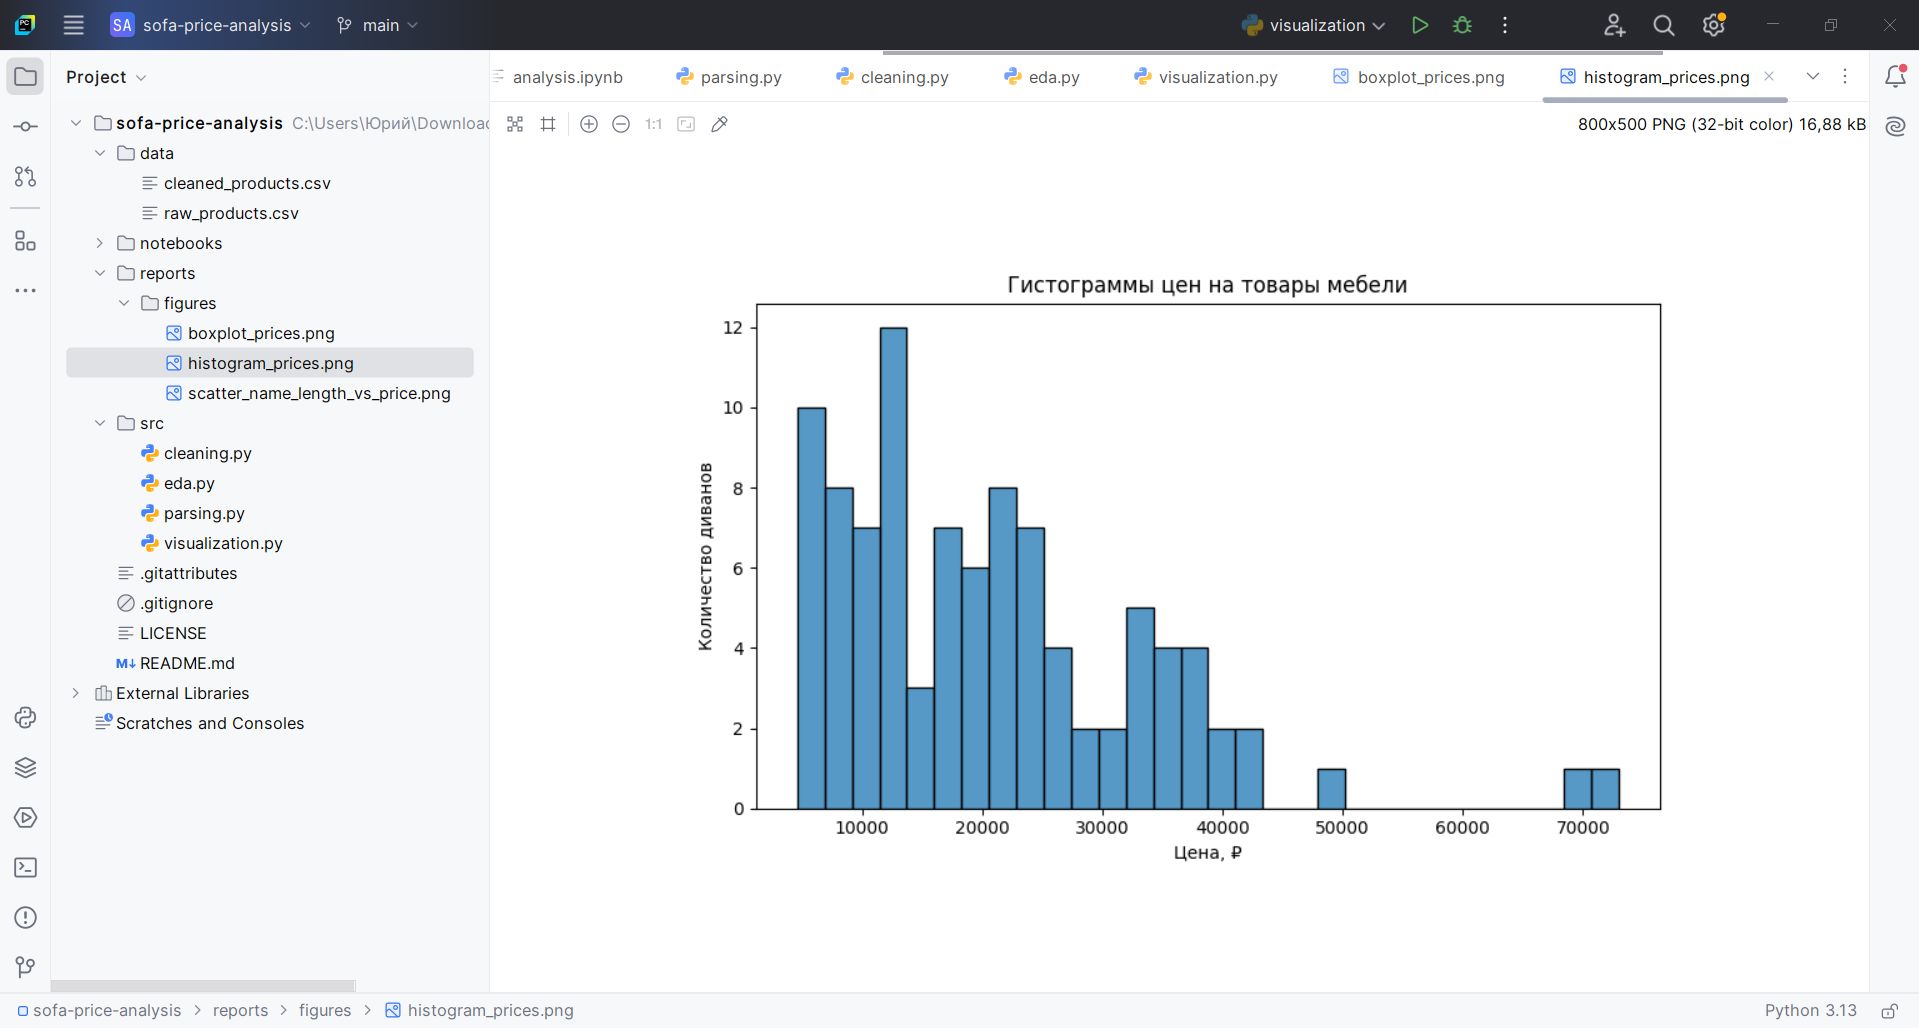 SA sofa-price-analysis main visualization
Project
analysis.ipynb parsing.py cleaning.py eda.py visualization.py boxplot_prices.png histogram_prices.png
sofa-price-analysis C:\Users\Юрий\Downloac
1:1 800x500 PNG (32-bit color) 16,88 kB
data
cleaned_products.csv
raw_products.csv
notebooks
reports
figures
boxplot_prices.png
histogram_prices.png
scatter_name_length_vs_price.png
src
cleaning.py
eda.py
parsing.py
visualization.py
.gitattributes
.gitignore
LICENSE
M↓ README.md
External Libraries
Scratches and Consoles
Гистограммы цен на товары мебели
12
10
8
6
4
2
0
Количество диванов
10000 20000 30000 40000 50000 60000 70000
Цена, ₽
sofa-price-analysis > reports > figures > histogram_prices.png Python 3.13